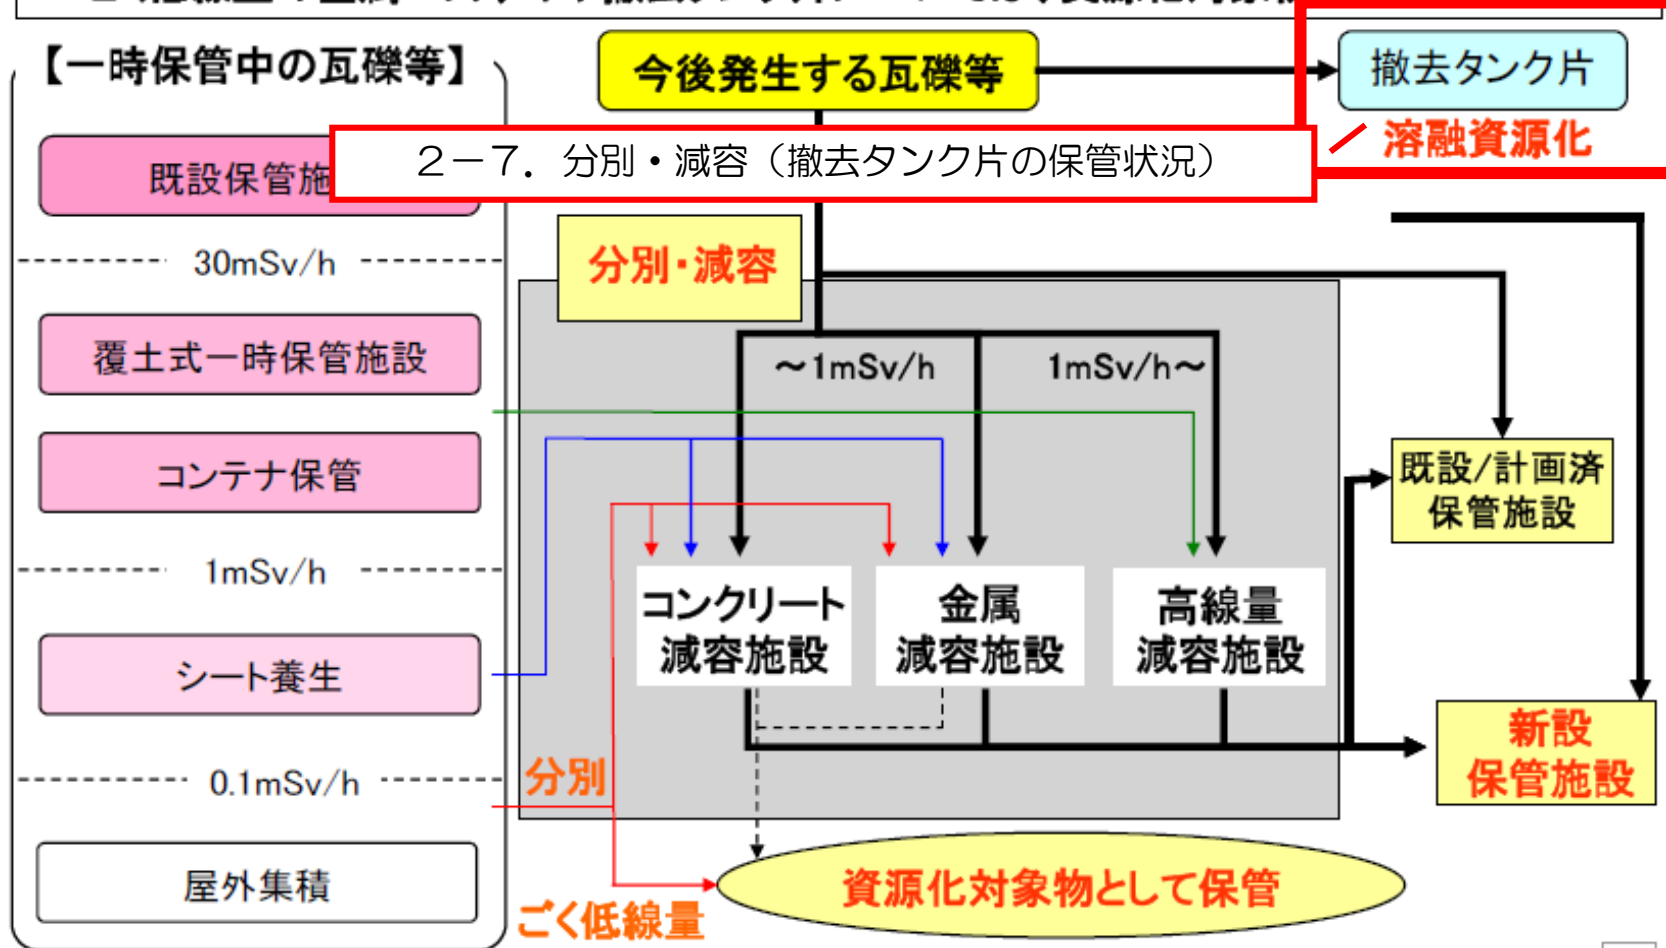 【一時保管中の瓦礫等】
今後発生する瓦礫等
撤去タンク片
溶融資源化
2－7．分別・減容（撤去タンク片の保管状況）
既設保管施
30mSv/h
分別・減容
覆土式一時保管施設
～1mSv/h
1mSv/h～
コンテナ保管
既設/計画済
保管施設
1mSv/h
コンクリート
減容施設
金属
減容施設
高線量
減容施設
シート養生
新設
保管施設
0.1mSv/h
分別
屋外集積
資源化対象物として保管
ごく低線量